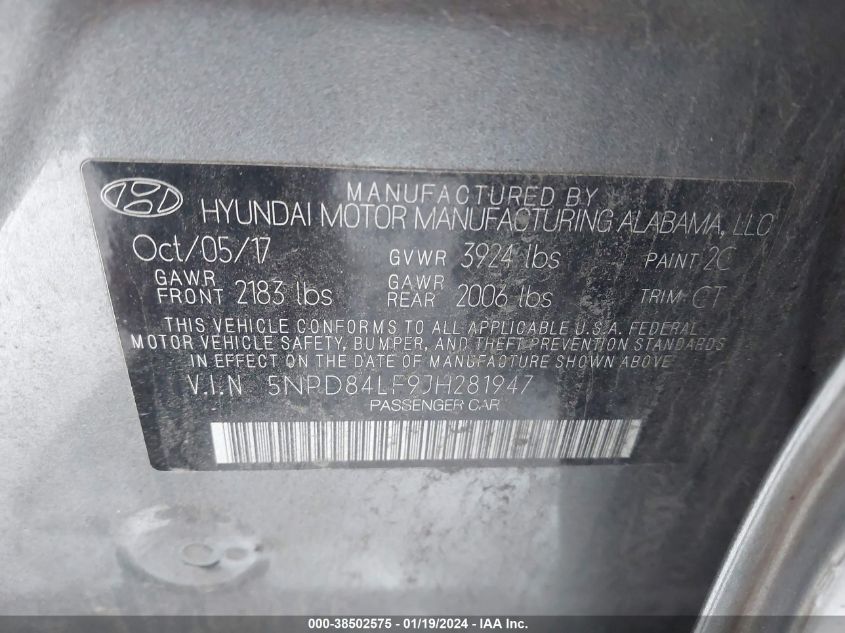 MANUFACTURED BY
HYUNDAI MOTOR MANUFACTURING ALABAMA, LLC
Oct/05/17 GVWR 3924 lbs PAINT 2C
GAWR FRONT 2183 lbs GAWR REAR 2006 lbs TRIM: CT
THIS VEHICLE CONFORMS TO ALL APPLICABLE U.S.A. FEDERAL
MOTOR VEHICLE SAFETY, BUMPER, AND THEFT PREVENTION STANDARDS
IN EFFECT ON THE DATE OF MANUFACTURE SHOWN ABOVE
V.I.N 5NPD84LF9JH281947
PASSENGER CAR
000-38502575 - 01/19/2024 - IAA Inc.